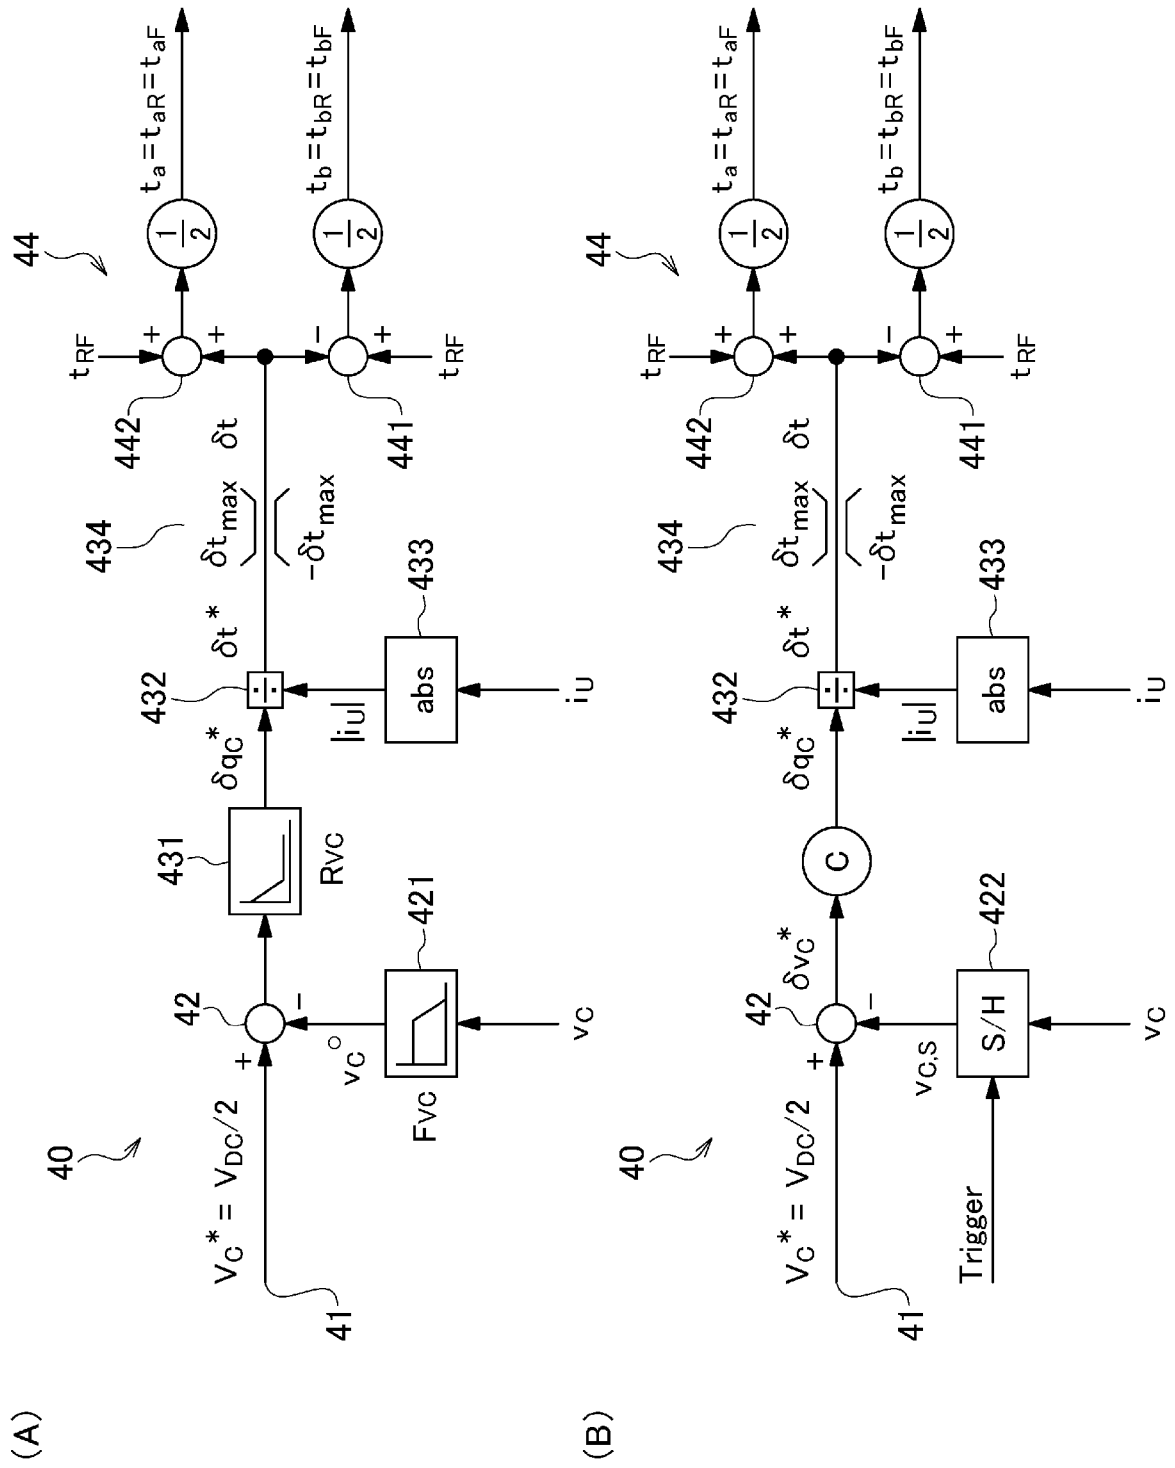 (A)
40
V_C* = V_DC/2
41
+
42
−
v_C°
F_VC
421
v_C
431
R_VC
δq_C*
432
÷
|i_U|
abs
433
i_U
δt*
434
δt_max
−δt_max
δt
44
t_RF
442
+
+
−
+
441
t_RF
1/2
1/2
t_a=t_aR=t_aF
t_b=t_bR=t_bF
(B)
40
V_C* = V_DC/2
41
+
42
−
v_C,S
Trigger
S/H
422
v_C
δv_C*
C
δq_C*
432
÷
|i_U|
abs
433
i_U
δt*
434
δt_max
−δt_max
δt
44
t_RF
442
+
+
−
+
441
t_RF
1/2
1/2
t_a=t_aR=t_aF
t_b=t_bR=t_bF